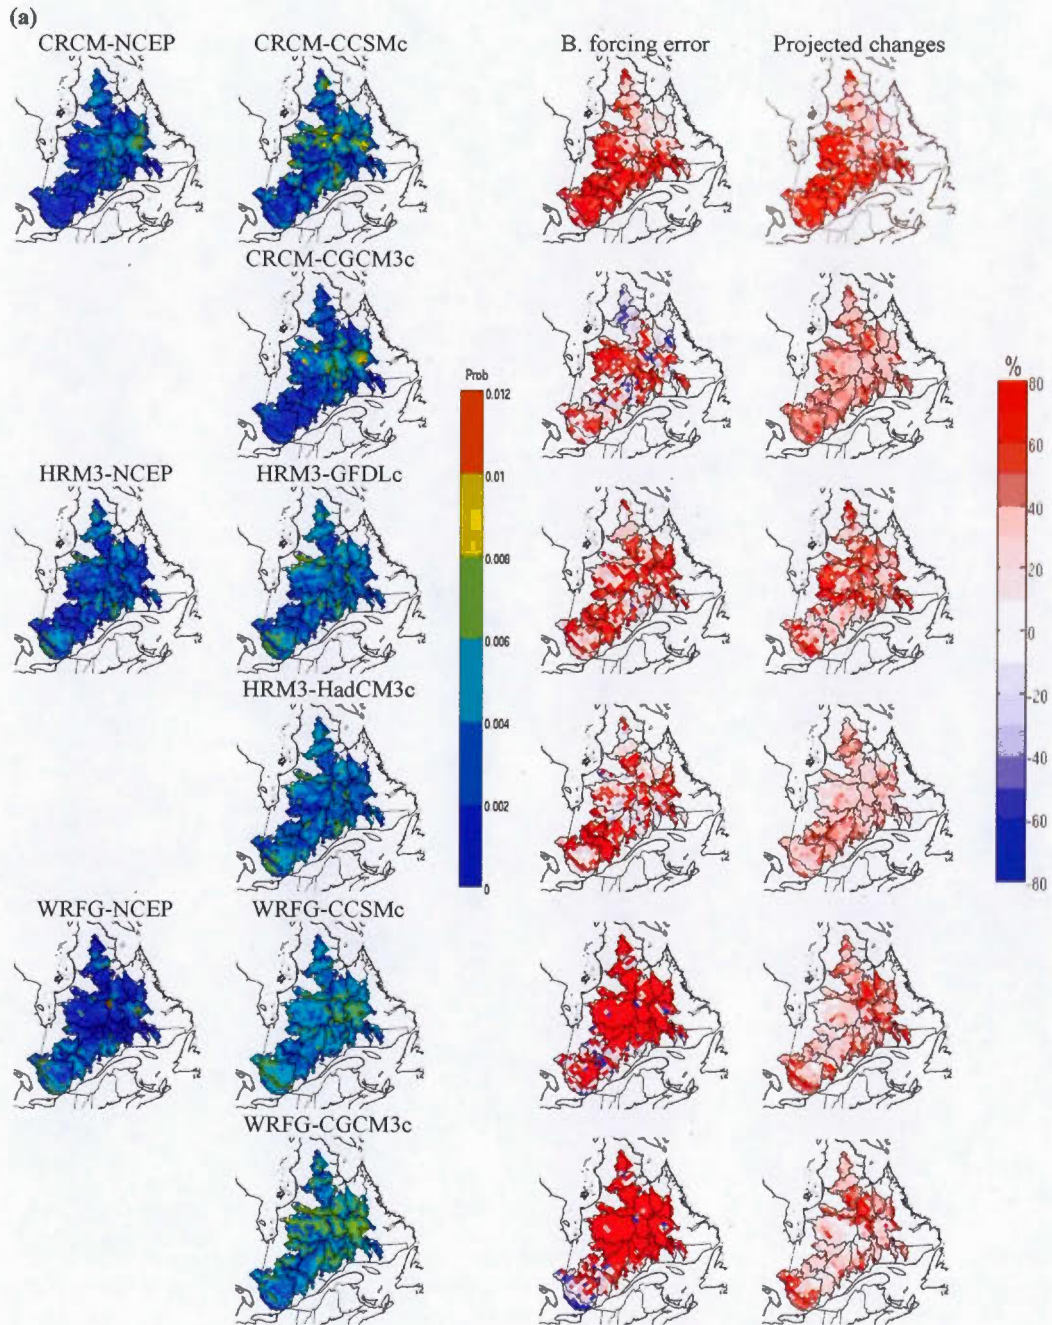 (a)
CRCM-NCEP CRCM-CCSMc B. forcing error Projected changes
CRCM-CGCM3c
Prob
0.012
0.01
0.008
0.006
0.004
0.002
0
%
80
60
40
20
0
-20
-30
-40
-60
-80
HRM3-NCEP HRM3-GFDLc
HRM3-HadCM3c
WRFG-NCEP WRFG-CCSMc
WRFG-CGCM3c